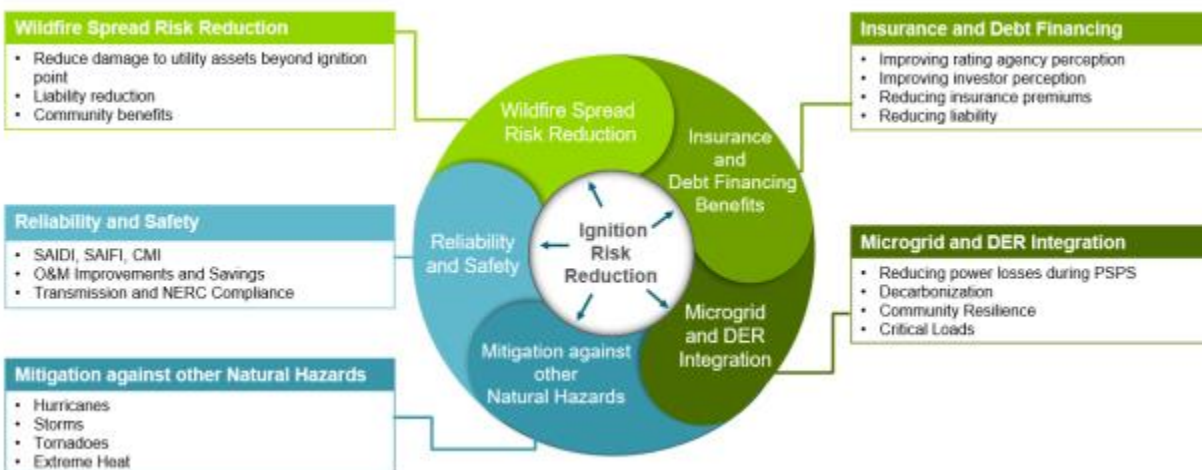 Wildfire Spread Risk Reduction
• Reduce damage to utility assets beyond ignition
point
• Liability reduction
• Community benefits
Reliability and Safety
• SAIDI, SAIFI, CMI
• O&M Improvements and Savings
• Transmission and NERC Compliance
Mitigation against other Natural Hazards
• Hurricanes
• Storms
• Tornadoes
• Extreme Heat
Wildfire Spread
Risk Reduction
Insurance
and
Debt Financing
Benefits
Reliability
and Safety
Ignition
Risk
Reduction
Microgrid
and DER
Integration
Mitigation against
other
Natural Hazards
Insurance and Debt Financing
• Improving rating agency perception
• Improving investor perception
• Reducing insurance premiums
• Reducing liability
Microgrid and DER Integration
• Reducing power losses during PSPS
• Decarbonization
• Community Resilience
• Critical Loads